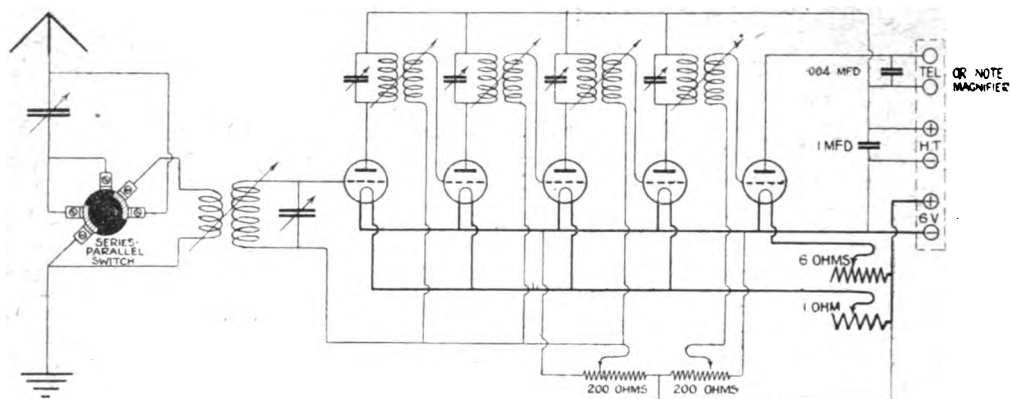 SERIES-
PARALLEL
SWITCH
.004 MFD
TEL
OR NOTE
MAGNIFIER
1 MFD
+
H.T
−
+
6 V
−
6 OHMS
1 OHM
200 OHMS
200 OHMS